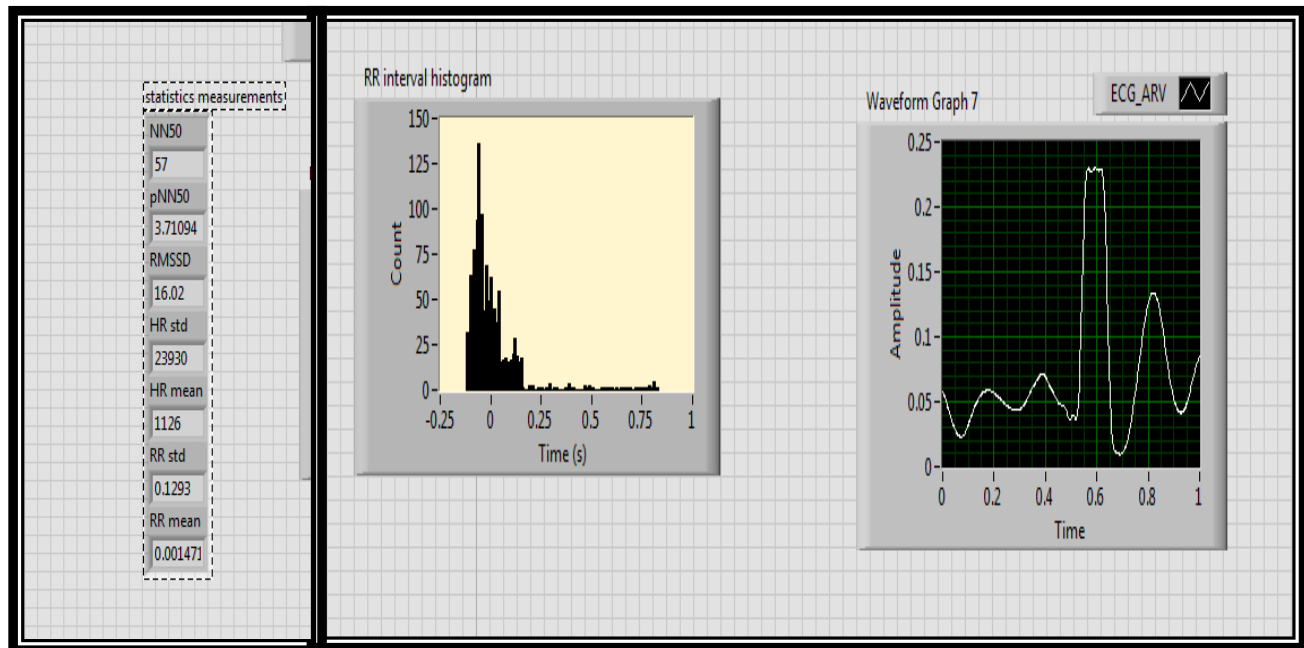 statistics measurements
NN50
57
pNN50
3.71094
RMSSD
16.02
HR std
23930
HR mean
1126
RR std
0.1293
RR mean
0.001471
RR interval histogram
150
125
100
75
50
25
0
Count
-0.25 0 0.25 0.5 0.75 1
Time (s)
Waveform Graph 7
ECG_ARV
0.25
0.2
0.15
0.1
0.05
0
Amplitude
0 0.2 0.4 0.6 0.8 1
Time